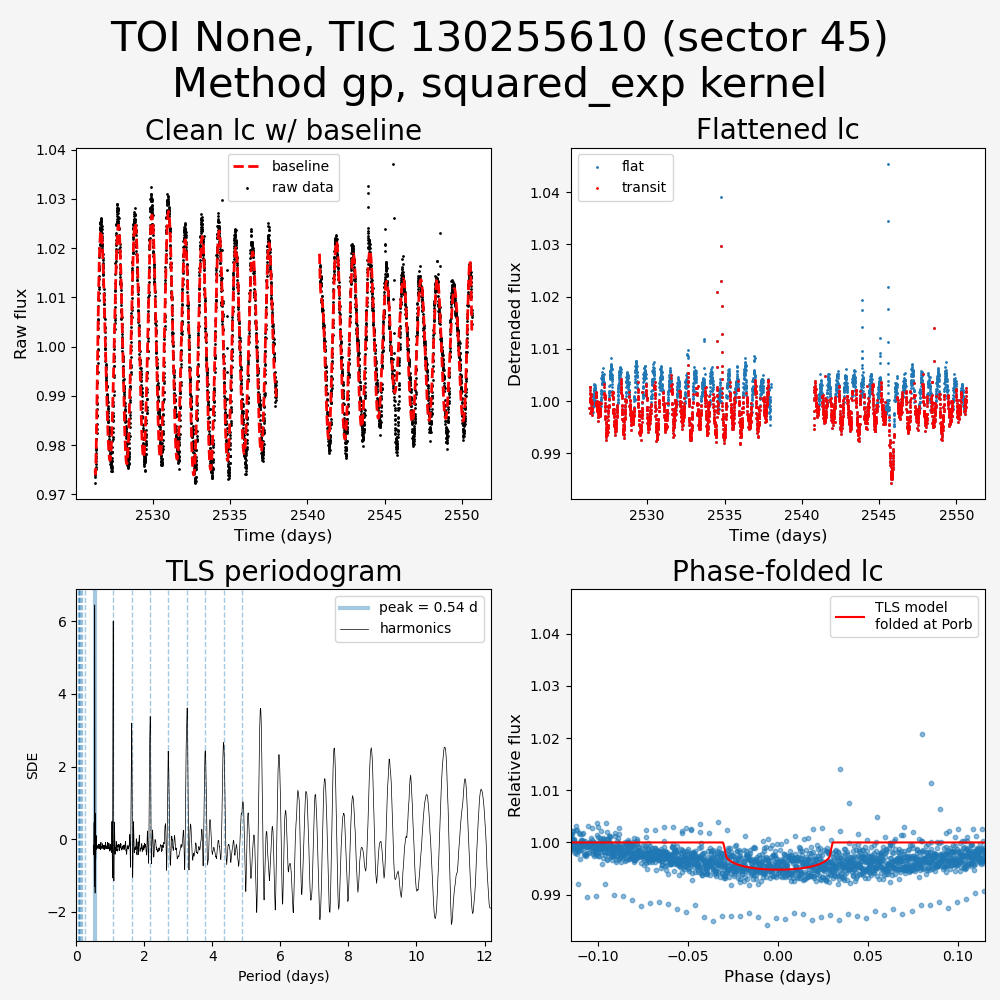 TOI None, TIC 130255610 (sector 45)
Method gp, squared_exp kernel
Clean lc w/ baseline
Flattened lc
1.04
1.03
1.02
1.01
1.00
0.99
0.98
0.97
Raw flux
baseline
raw data
2530
2535
2540
2545
2550
Time (days)
1.04
1.03
1.02
1.01
1.00
0.99
Detrended flux
flat
transit
2530
2535
2540
2545
2550
Time (days)
TLS periodogram
Phase-folded lc
6
4
2
0
−2
SDE
peak = 0.54 d
harmonics
0
2
4
6
8
10
12
Period (days)
1.04
1.03
1.02
1.01
1.00
0.99
Relative flux
TLS model
folded at Porb
−0.10
−0.05
0.00
0.05
0.10
Phase (days)